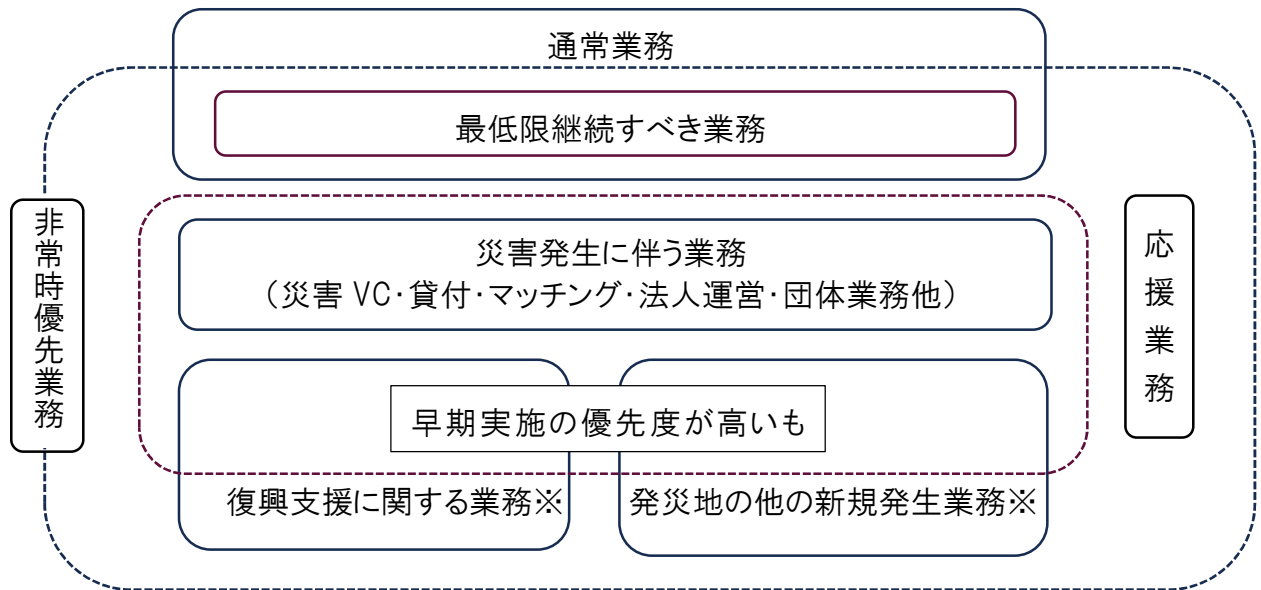 通常業務
最低限継続すべき業務
非常時優先業務
災害発生に伴う業務
（災害 VC・貸付・マッチング・法人運営・団体業務他）
応援業務
早期実施の優先度が高いも
復興支援に関する業務※
発災地の他の新規発生業務※